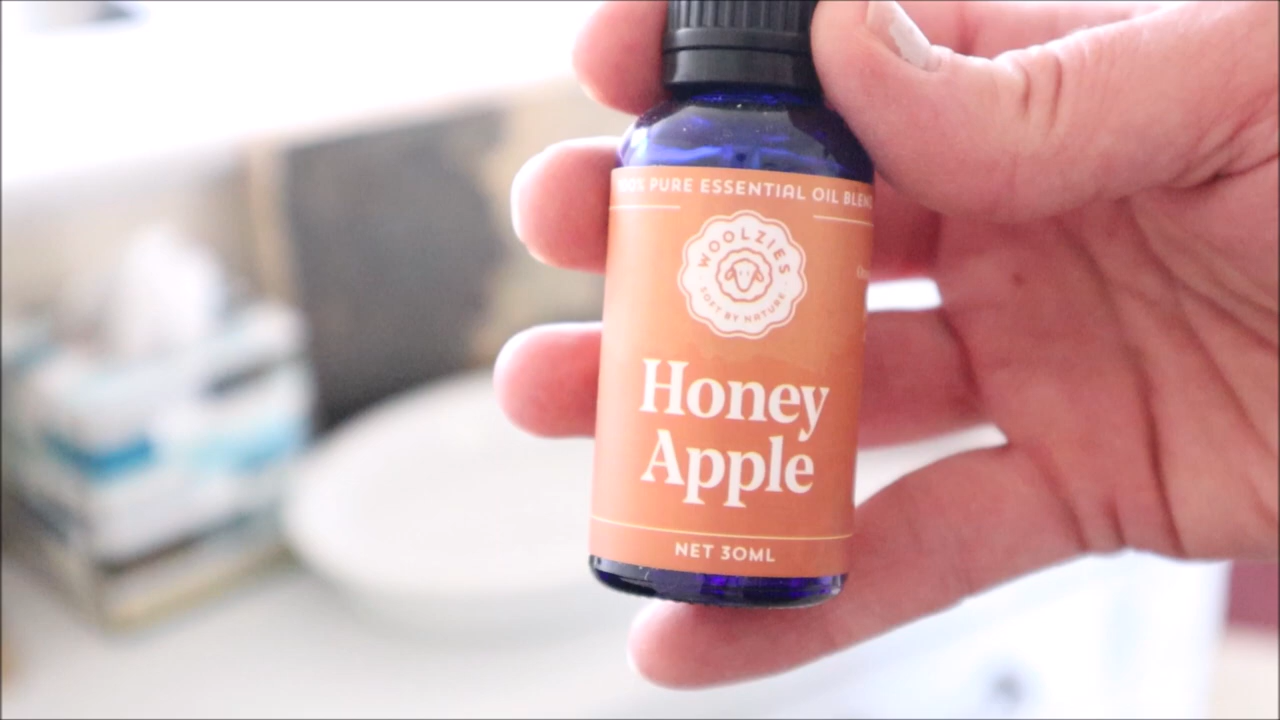 100% PURE ESSENTIAL OIL BLEND
WOOLZIES
SOFT BY NATURE
Honey
Apple
NET 30ML